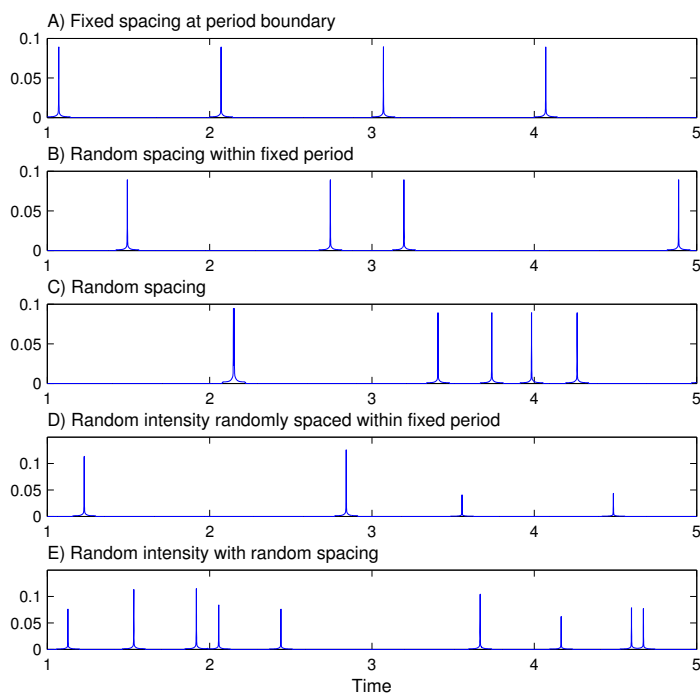 A) Fixed spacing at period boundary
0.1
0.05
0
1 2 3 4 5
B) Random spacing within fixed period
0.1
0.05
0
1 2 3 4 5
C) Random spacing
0.1
0.05
0
1 2 3 4 5
D) Random intensity randomly spaced within fixed period
0.1
0.05
0
1 2 3 4 5
E) Random intensity with random spacing
0.1
0.05
0
1 2 3 4 5
Time